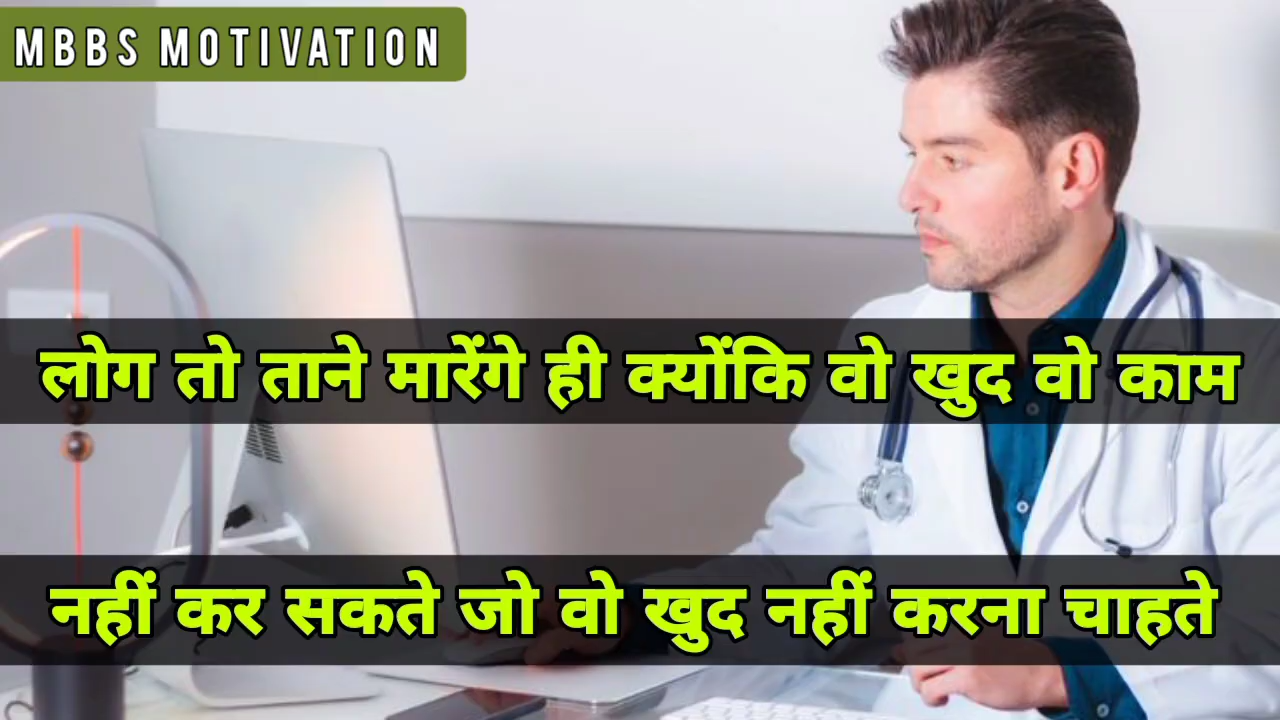 MBBS MOTIVATION
लोग तो ताने मारेंगे ही क्योंकि वो खुद वो काम
नहीं कर सकते जो वो खुद नहीं करना चाहते